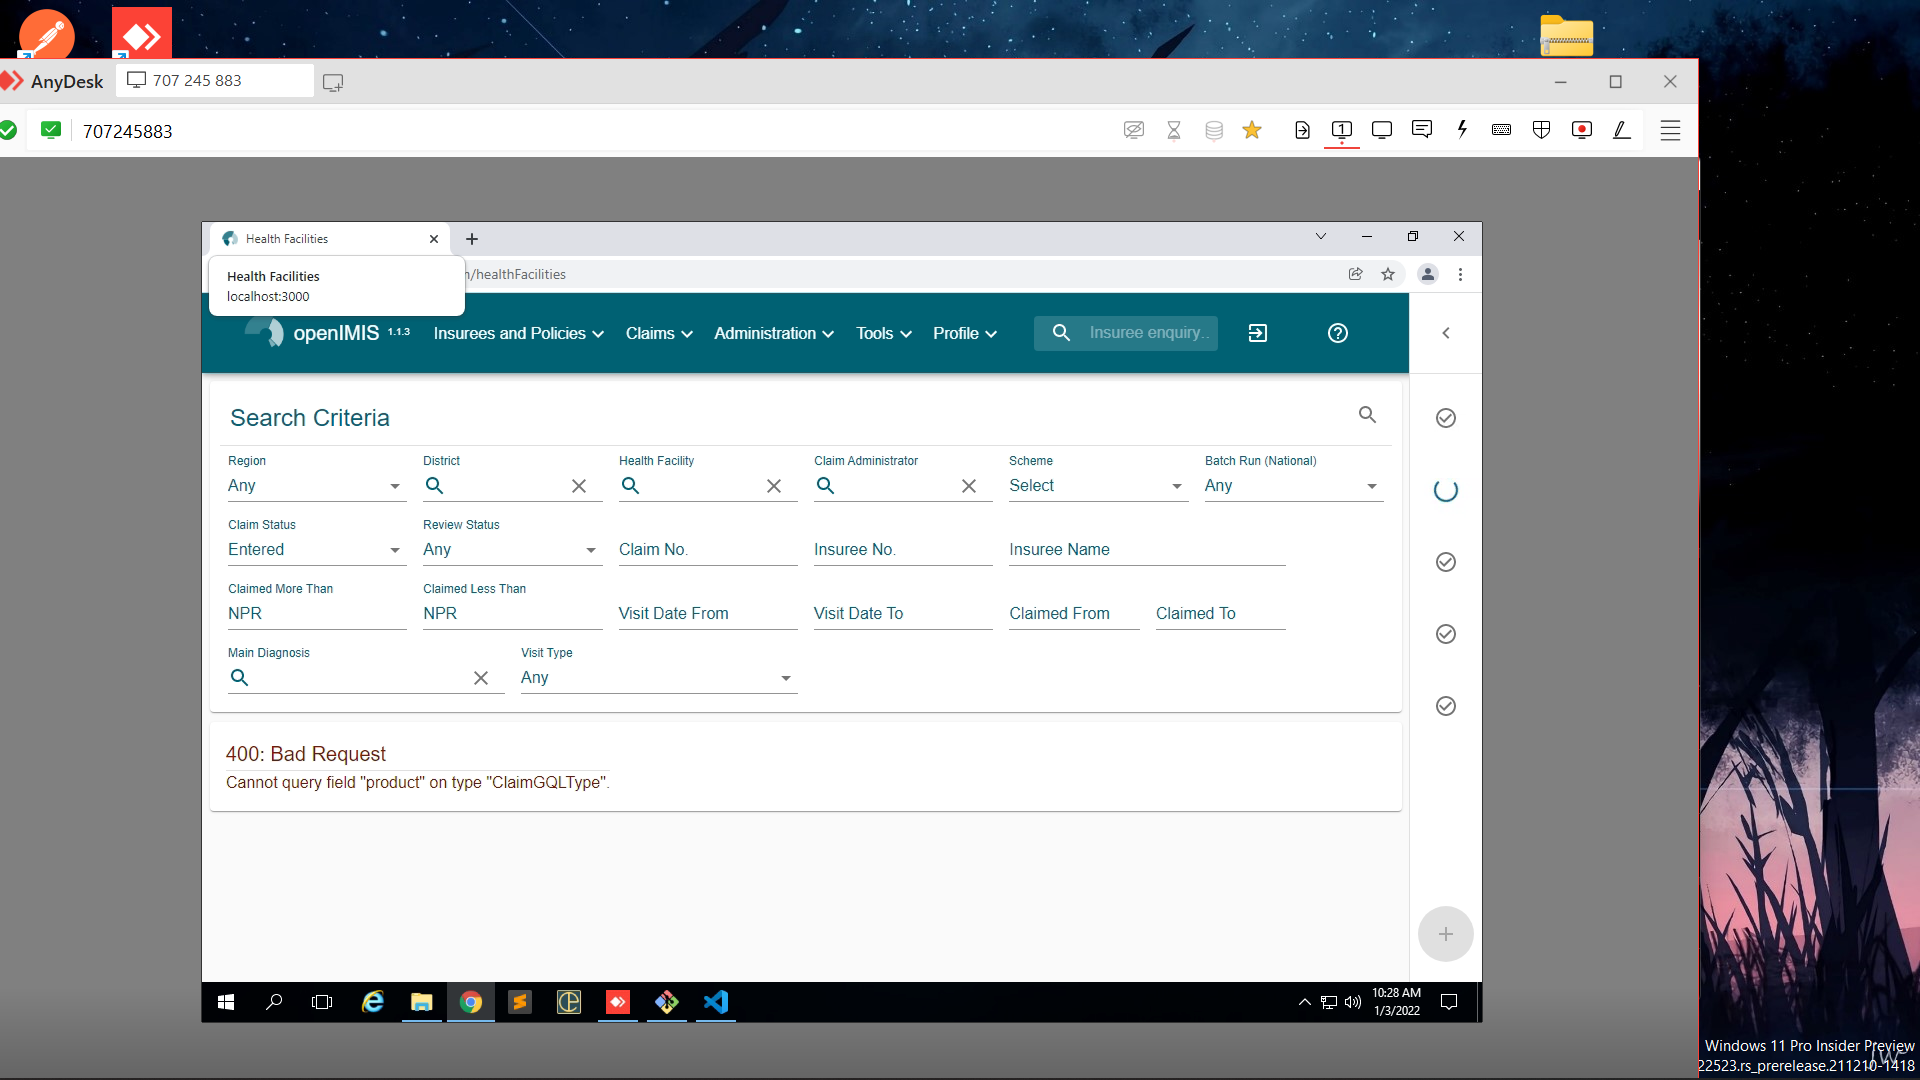 AnyDesk
707 245 883
707245883
Health Facilities
Health Facilities
localhost:3000
/healthFacilities
openIMIS 1.1.3
Insurees and Policies
Claims
Administration
Tools
Profile
Insuree enquiry..
Search Criteria
Region
District
Health Facility
Claim Administrator
Scheme
Batch Run (National)
Any
Select
Any
Claim Status
Review Status
Entered
Any
Claim No.
Insuree No.
Insuree Name
Claimed More Than
Claimed Less Than
NPR
NPR
Visit Date From
Visit Date To
Claimed From
Claimed To
Main Diagnosis
Visit Type
Any
400: Bad Request
Cannot query field "product" on type "ClaimGQLType".
10:28 AM
1/3/2022
Windows 11 Pro Insider Preview
22523.rs_prerelease.211210-1418